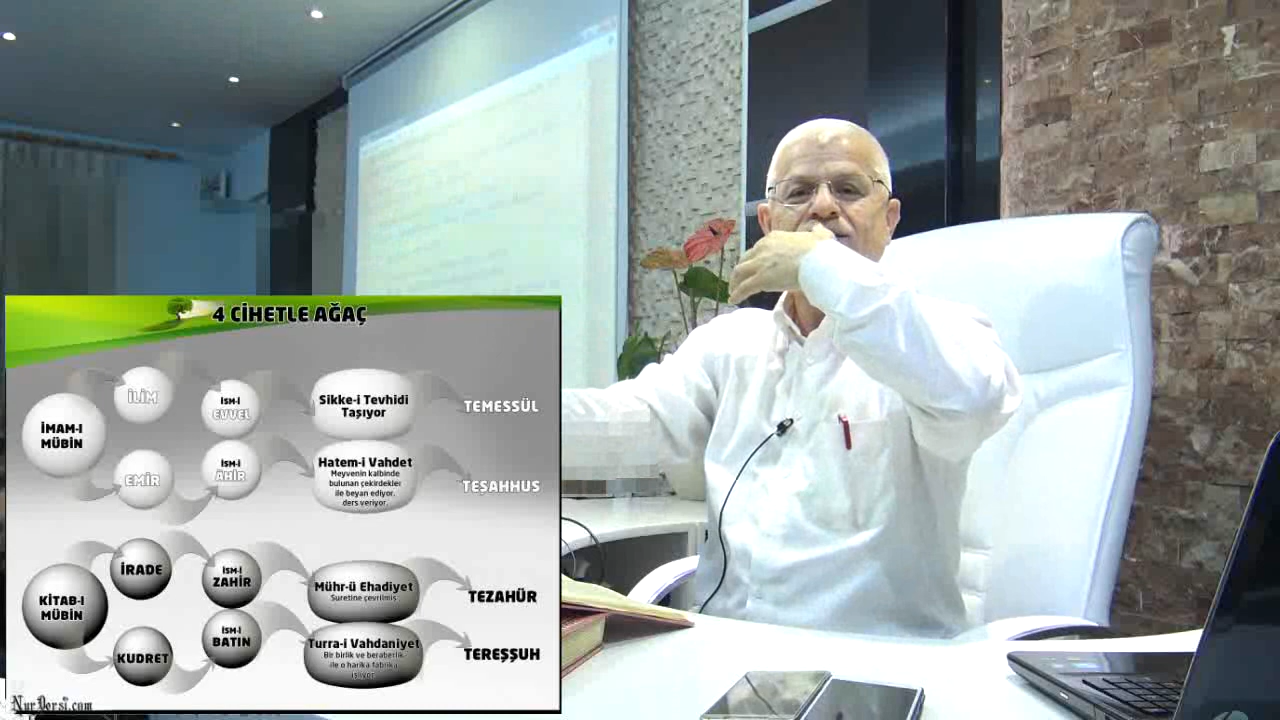 4 CİHETLE AĞAÇ
İMAM-I
MÜBİN
İLİM
EMİR
İSM-İ
EVVEL
İSM-İ
ÂHİR
Sikke-i Tevhidi
Taşıyor
Hatem-i Vahdet
Meyvenin kalbinde
bulunan çekirdekler
ile beyan ediyor,
ders veriyor.
TEMESSÜL
TEŞAHHUS
KİTAB-I
MÜBİN
İRADE
KUDRET
İSM-İ
ZAHİR
İSM-İ
BATIN
Mühr-ü Ehadiyet
Suretine çevrilmiş
Turra-i Vahdaniyet
Bir birlik ve beraberlik
ile o harika fabrika
işliyor
TEZAHÜR
TEREŞŞUH
NurDersi.com